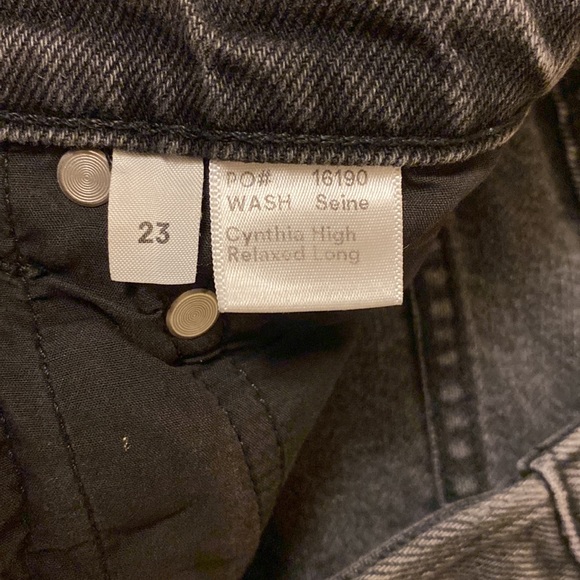 23
PO# 16190
WASH Seine
Cynthia High
Relaxed Long